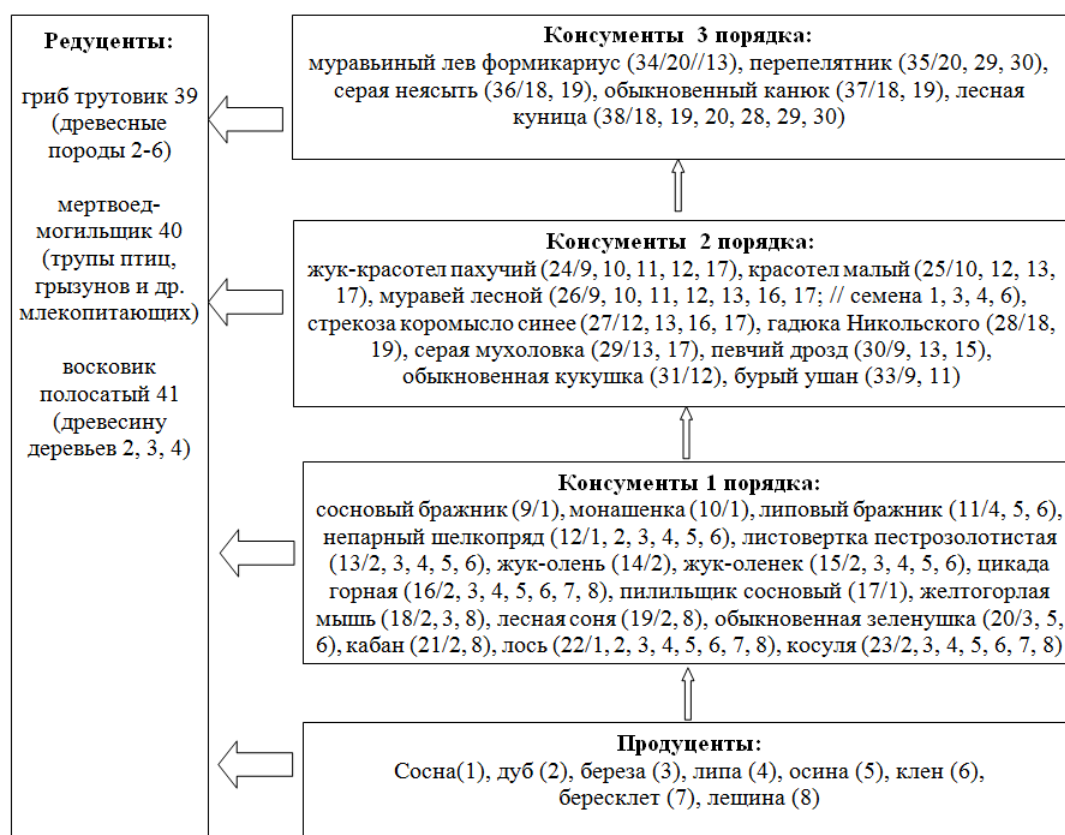 Редуценты:
гриб трутовик 39
(древесные
породы 2-6)
мертвоед-
могильщик 40
(трупы птиц,
грызунов и др.
млекопитающих)
восковик
полосатый 41
(древесину
деревьев 2, 3, 4)
Консументы 3 порядка:
муравьиный лев формикариус (34/20//13), перепелятник (35/20, 29, 30),
серая неясыть (36/18, 19), обыкновенный канюк (37/18, 19), лесная
куница (38/18, 19, 20, 28, 29, 30)
Консументы 2 порядка:
жук-красотел пахучий (24/9, 10, 11, 12, 17), красотел малый (25/10, 12, 13,
17), муравей лесной (26/9, 10, 11, 12, 13, 16, 17; // семена 1, 3, 4, 6),
стрекоза коромысло синее (27/12, 13, 16, 17), гадюка Никольского (28/18,
19), серая мухоловка (29/13, 17), певчий дрозд (30/9, 13, 15),
обыкновенная кукушка (31/12), бурый ушан (33/9, 11)
Консументы 1 порядка:
сосновый бражник (9/1), монашенка (10/1), липовый бражник (11/4, 5, 6),
непарный шелкопряд (12/1, 2, 3, 4, 5, 6), листовертка пестрозолотистая
(13/2, 3, 4, 5, 6), жук-олень (14/2), жук-оленек (15/2, 3, 4, 5, 6), цикада
горная (16/2, 3, 4, 5, 6, 7, 8), пилильщик сосновый (17/1), желтогорлая
мышь (18/2, 3, 8), лесная соня (19/2, 8), обыкновенная зеленушка (20/3, 5,
6), кабан (21/2, 8), лось (22/1, 2, 3, 4, 5, 6, 7, 8), косуля (23/2, 3, 4, 5, 6, 7, 8)
Продуценты:
Сосна(1), дуб (2), береза (3), липа (4), осина (5), клен (6),
бересклет (7), лещина (8)